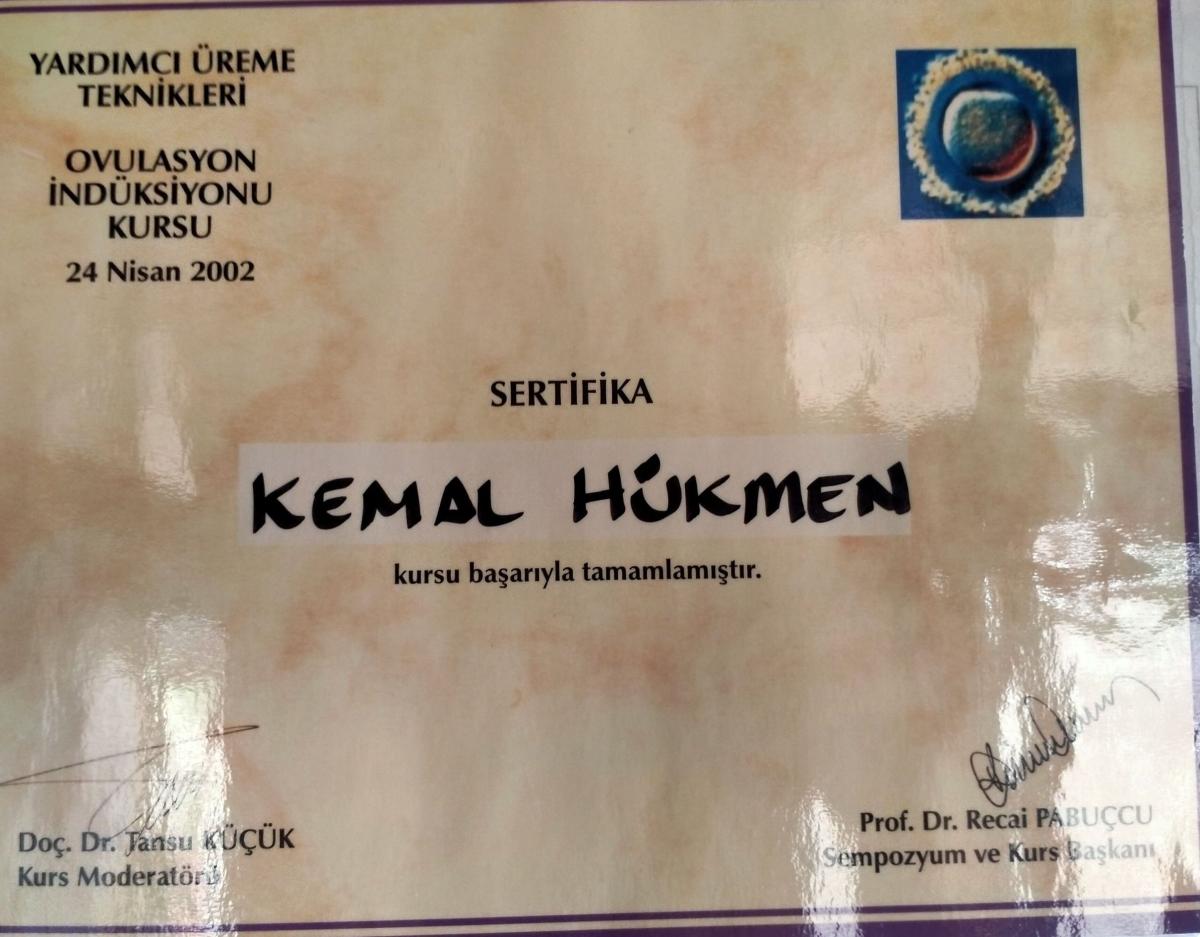 YARDIMCI ÜREME
TEKNİKLERİ
OVULASYON
İNDÜKSİYONU
KURSU
24 Nisan 2002
SERTİFİKA
KEMAL HÜKMEN
kursu başarıyla tamamlamıştır.
Doç. Dr. Tansu KÜÇÜK
Kurs Moderatörü
Prof. Dr. Recai PABUÇCU
Sempozyum ve Kurs Başkanı